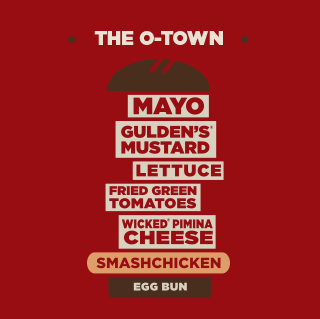 THE O-TOWN
MAYO
GULDEN'S®
MUSTARD
LETTUCE
FRIED GREEN
TOMATOES
WICKED® PIMINA
CHEESE
SMASHCHICKEN
EGG BUN